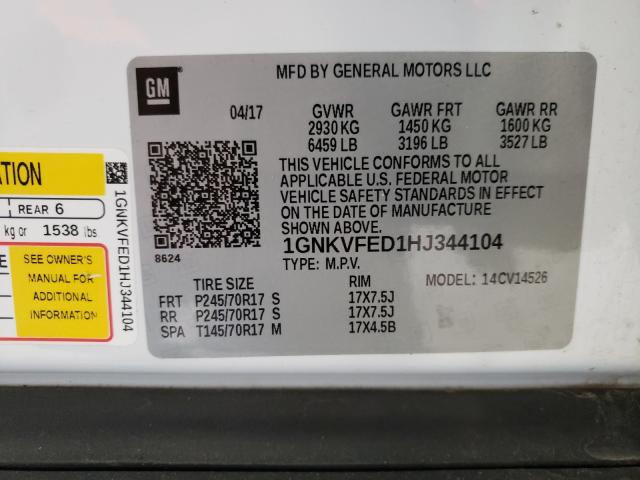 GM
MFD BY GENERAL MOTORS LLC
04/17 GVWR GAWR FRT GAWR RR
2930 KG 1450 KG 1600 KG
6459 LB 3196 LB 3527 LB
THIS VEHICLE CONFORMS TO ALL
APPLICABLE U.S. FEDERAL MOTOR
VEHICLE SAFETY STANDARDS IN EFFECT
ON THE DATE OF MANUFACTURE
SHOWN ABOVE.
1GNKVFED1HJ344104
8624
TYPE: M.P.V. MODEL: 14CV14526
TIRE SIZE RIM
FRT P245/70R17 S 17X7.5J
RR P245/70R17 S 17X7.5J
SPA T145/70R17 M 17X4.5B
REAR 6
kg or 1538 lbs.
SEE OWNER'S
MANUAL FOR
ADDITIONAL
INFORMATION
1GNKVFED1HJ344104